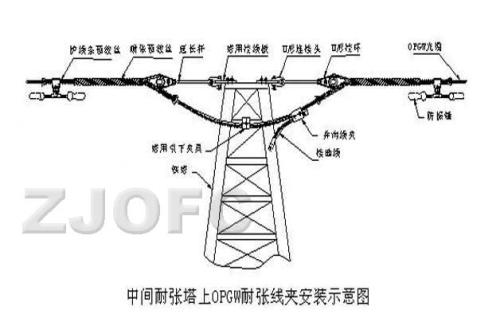 护线条预绞丝
耐张预绞丝
延长杆
塔用挂线板
U形连接头
U形挂环
OPGW光缆
防振锤
并沟线夹
接地线
塔用引下夹具
铁塔
ZJOFC
中间耐张塔上OPGW耐张线夹安装示意图